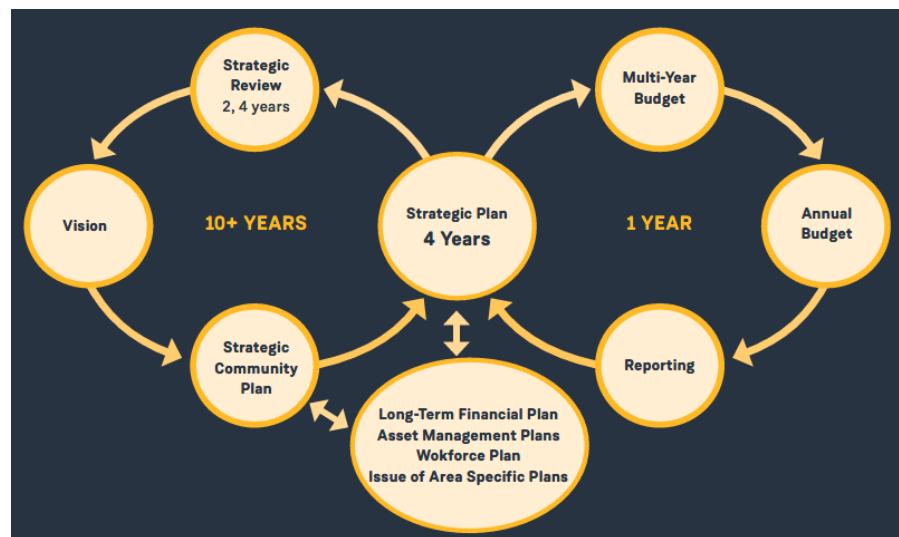 Strategic
Review
2, 4 years
Multi-Year
Budget
Vision
10+ YEARS
Strategic Plan
4 Years
1 YEAR
Annual
Budget
Strategic
Community
Plan
Reporting
Long-Term Financial Plan
Asset Management Plans
Wokforce Plan
Issue of Area Specific Plans